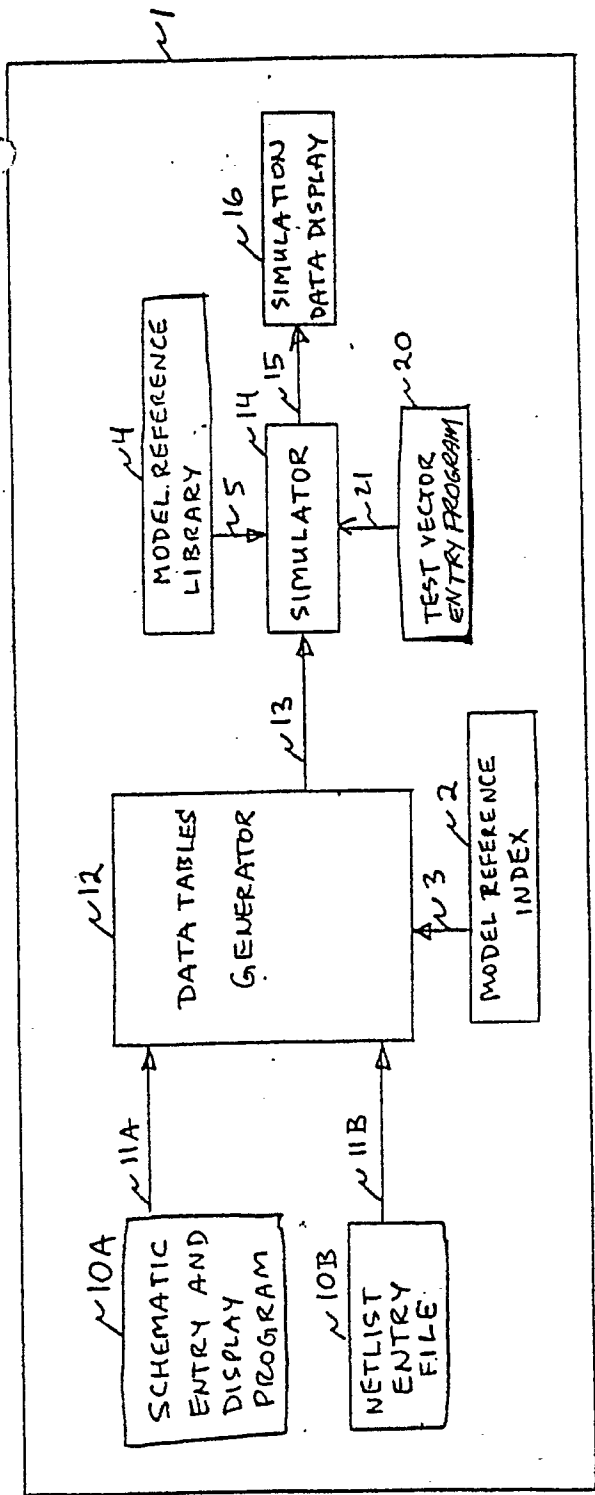 1
10A
SCHEMATIC
ENTRY AND
DISPLAY
PROGRAM
11A
10B
NETLIST
ENTRY
FILE
11B
12
DATA TABLES
GENERATOR
3
2
MODEL REFERENCE
INDEX
13
4
MODEL REFERENCE
LIBRARY
5
14
SIMULATOR
15
16
SIMULATION
DATA DISPLAY
21
20
TEST VECTOR
ENTRY PROGRAM